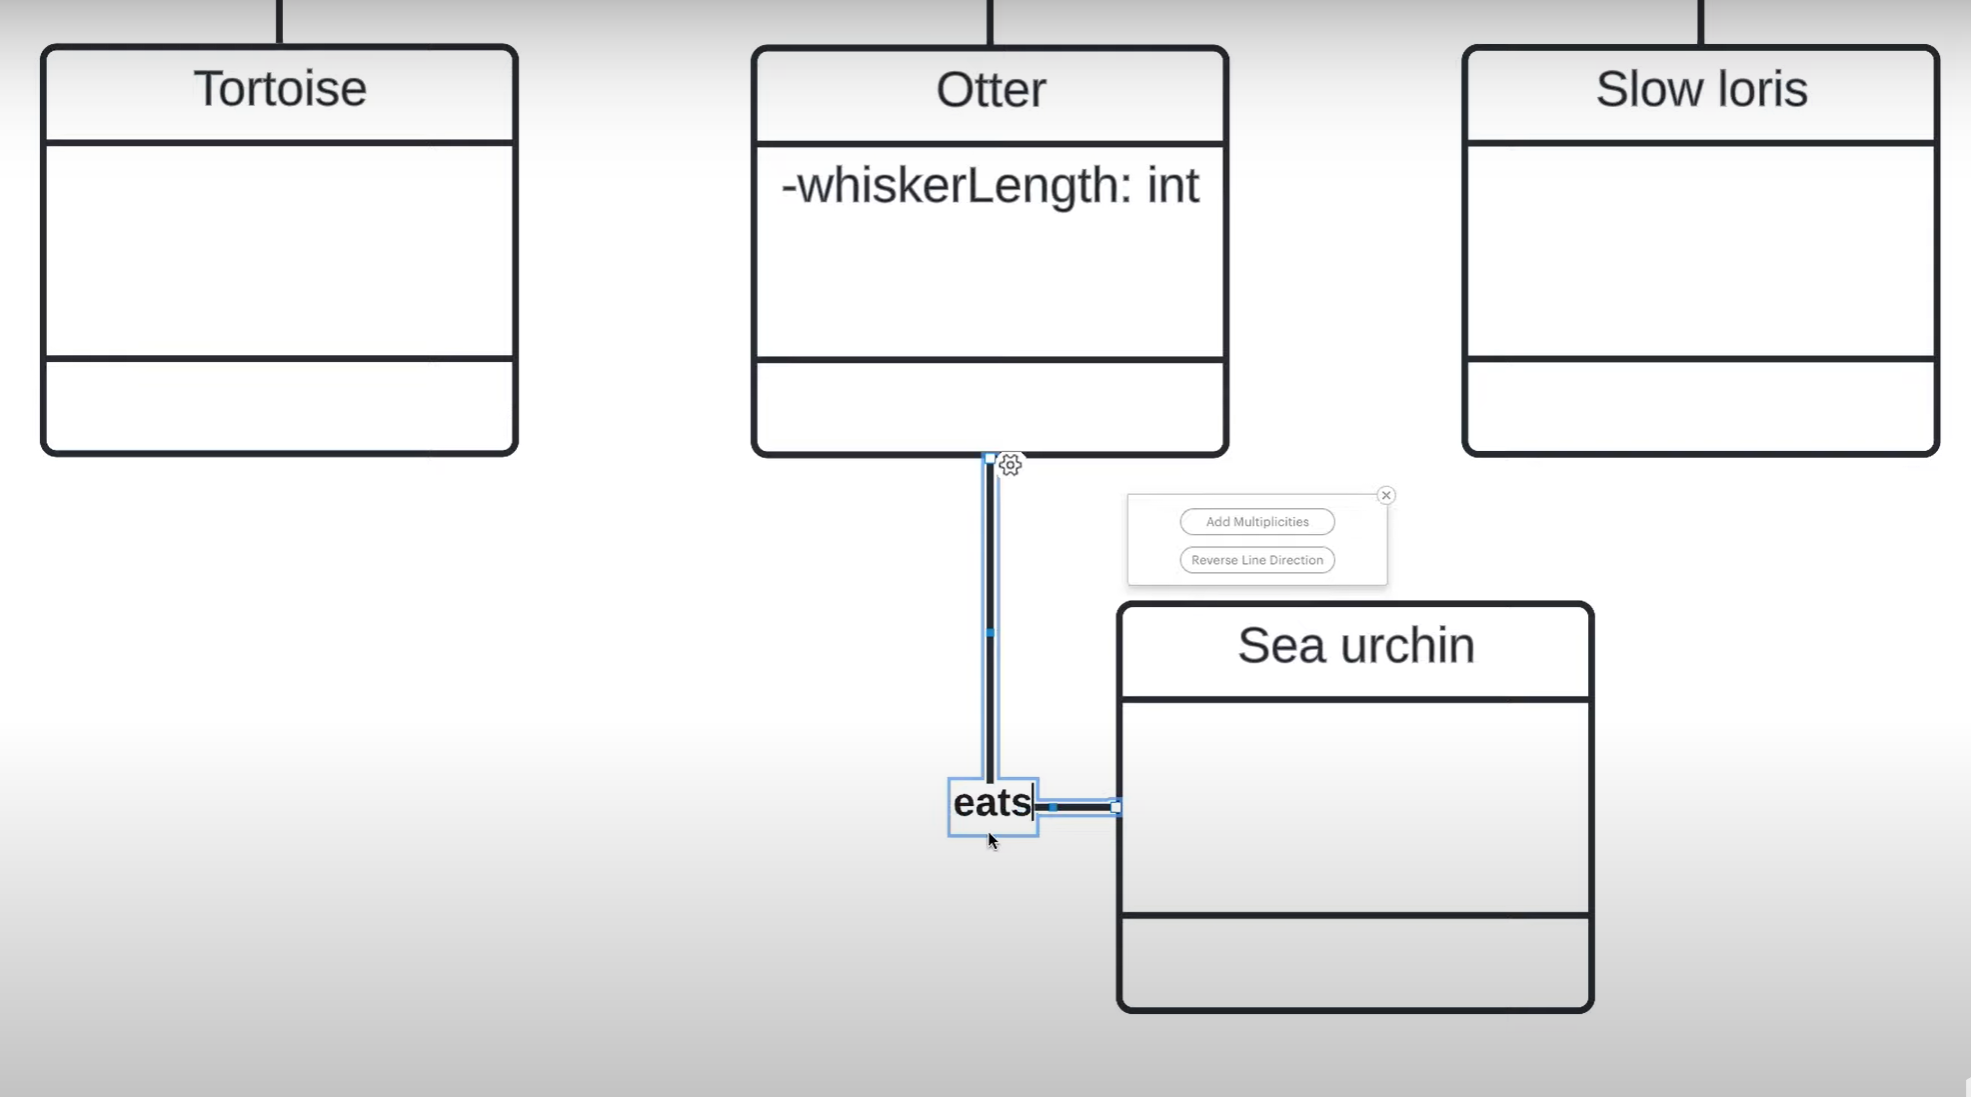 Tortoise
Otter
Slow loris
-whiskerLength: int
Add Multiplicities
Reverse Line Direction
Sea urchin
eats